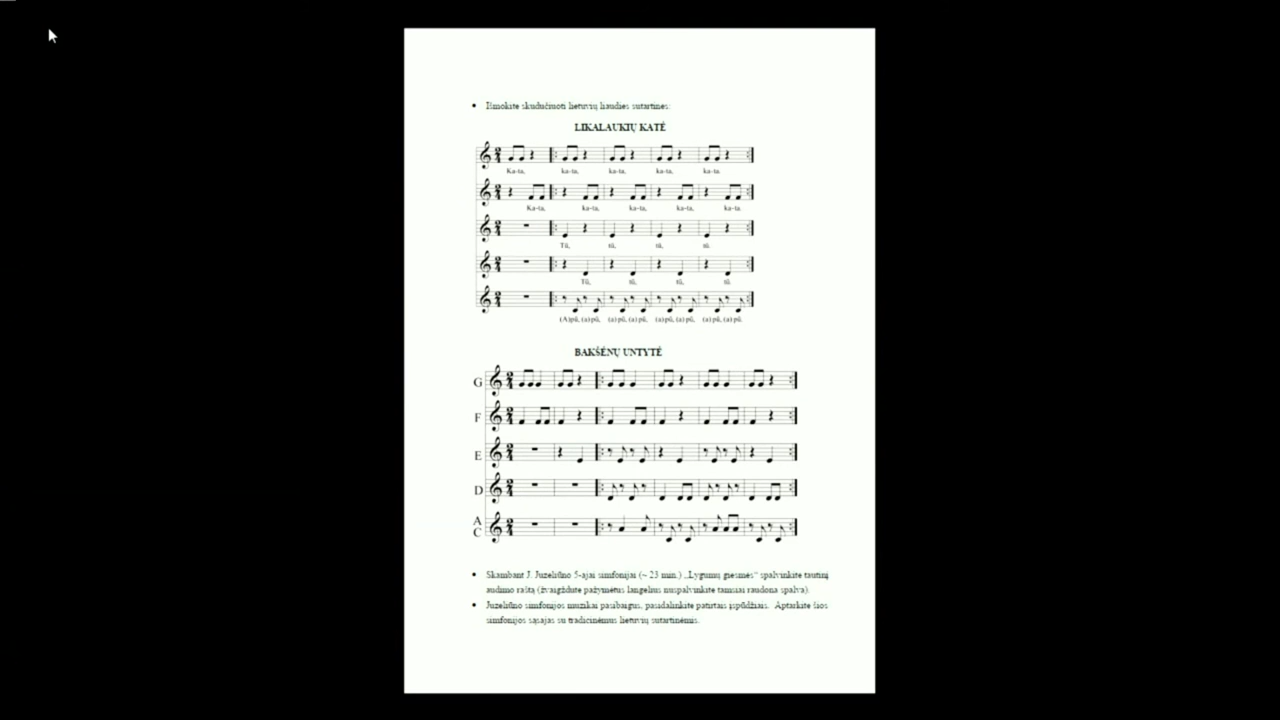 • Išmokite skudučiuoti lietuvių liaudies sutartines:
LIKALAUKIŲ KATĖ
Ka-ta, ka-ta, ka-ta, ka-ta, ka-ta.
Ka-ta, ka-ta, ka-ta, ka-ta, ka-ta.
Tū, tū, tū, tū.
Tū, tū, tū, tū.
(A)pū, (a)pū, (a)pū, (a)pū, (a)pū, (a)pū, (a)pū, (a)pū.
BAKŠĖNŲ UNTYTĖ
G
F
E
D
A
C
• Skambant J. Juzeliūno 5-ajai simfonijai (~ 23 min.) „Lygumų giesmės“ spalvinkite tautinį
audimo raštą (žvaigždute pažymėtus langelius nuspalvinkite tamsiai raudona spalva).
• Juzeliūno simfonijos muzikai pasibaigus, pasidalinkite patirtais įspūdžiais. Aptarkite šios
simfonijos sąsajas su tradicinėmis lietuvių sutartinėmis.